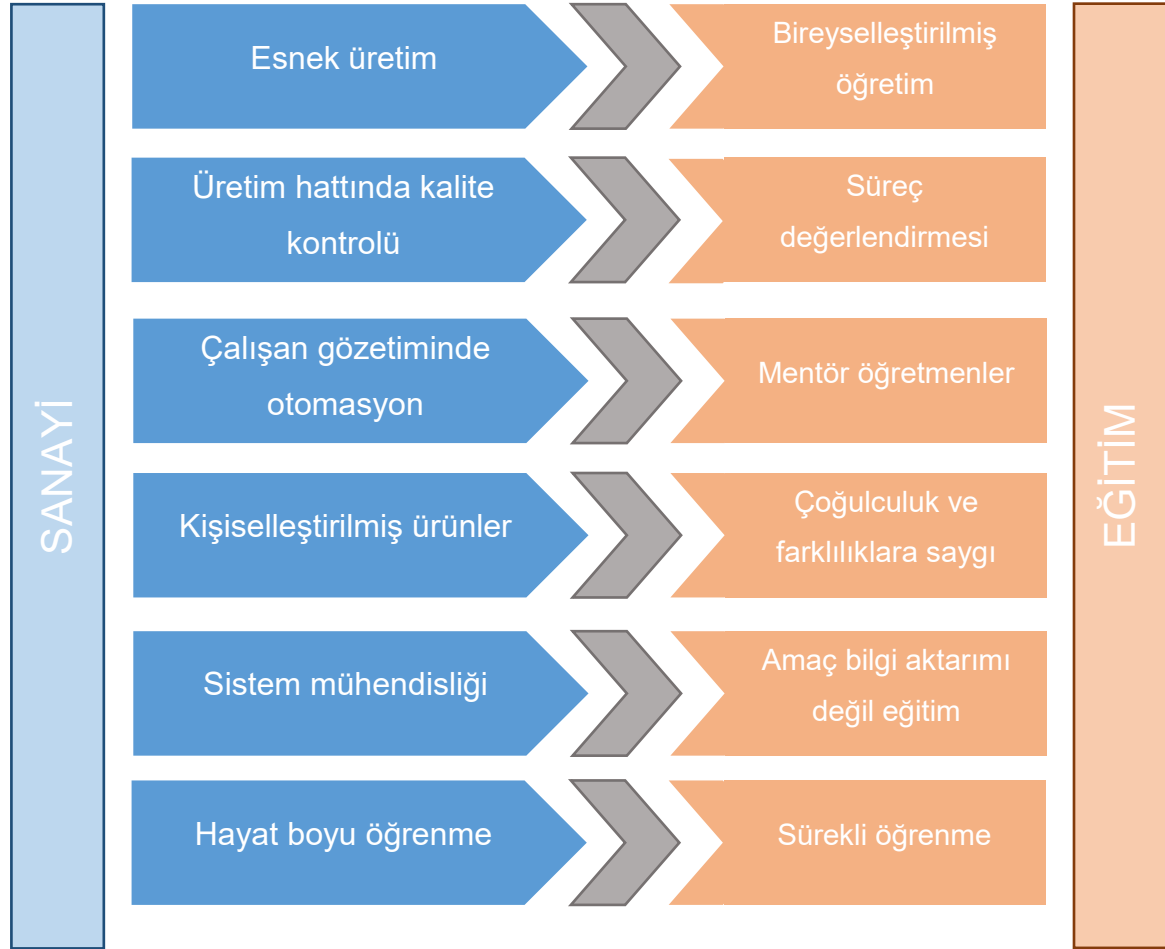 SANAYİ
Esnek üretim
Bireyselleştirilmiş
öğretim
Üretim hattında kalite
kontrolü
Süreç
değerlendirmesi
Çalışan gözetiminde
otomasyon
Mentör öğretmenler
Kişiselleştirilmiş ürünler
Çoğulculuk ve
farklılıklara saygı
Sistem mühendisliği
Amaç bilgi aktarımı
değil eğitim
Hayat boyu öğrenme
Sürekli öğrenme
EĞİTİM